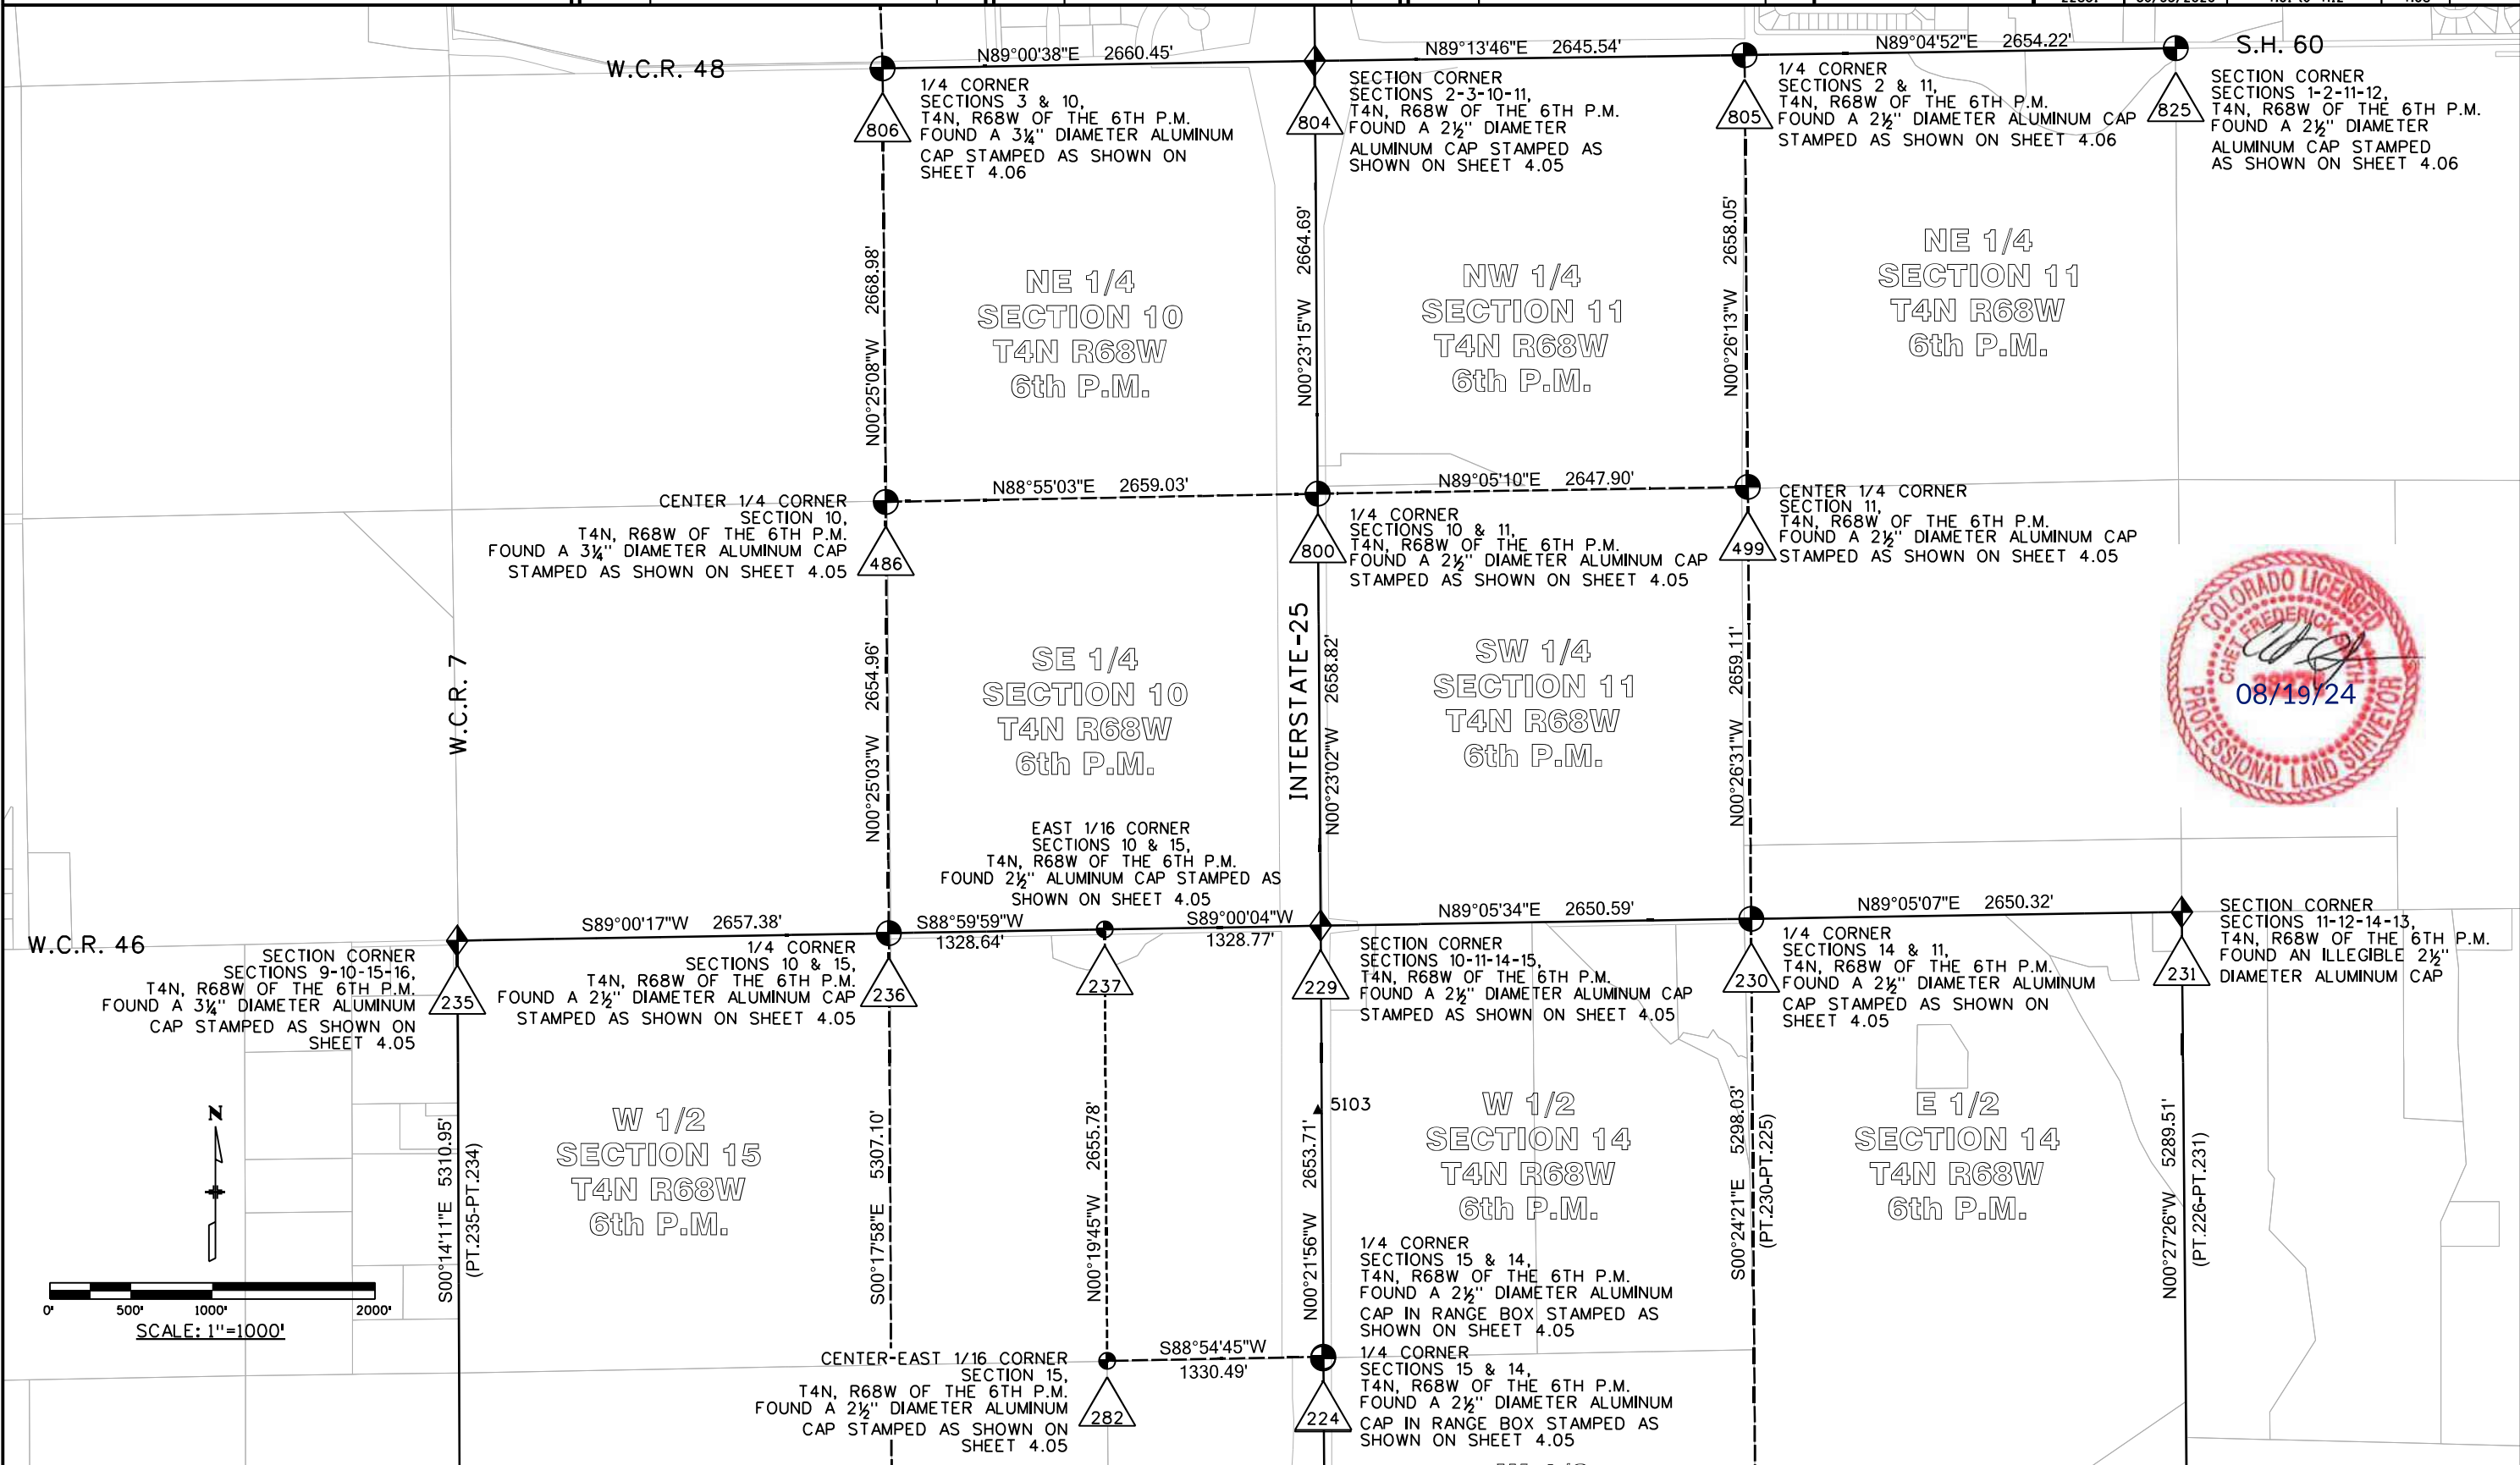 W.C.R. 48
N89°00'38"E 2660.45'
N89°13'46"E 2645.54'
N89°04'52"E 2654.22'
S.H. 60
806
1/4 CORNER
SECTIONS 3 & 10,
T4N, R68W OF THE 6TH P.M.
FOUND A 3¼" DIAMETER ALUMINUM
CAP STAMPED AS SHOWN ON
SHEET 4.06
804
SECTION CORNER
SECTIONS 2-3-10-11,
T4N, R68W OF THE 6TH P.M.
FOUND A 2½" DIAMETER
ALUMINUM CAP STAMPED AS
SHOWN ON SHEET 4.05
805
1/4 CORNER
SECTIONS 2 & 11,
T4N, R68W OF THE 6TH P.M.
FOUND A 2½" DIAMETER ALUMINUM CAP
STAMPED AS SHOWN ON SHEET 4.06
825
SECTION CORNER
SECTIONS 1-2-11-12,
T4N, R68W OF THE 6TH P.M.
FOUND A 2½" DIAMETER
ALUMINUM CAP STAMPED
AS SHOWN ON SHEET 4.06
N00°25'08"W 2668.98'
NE 1/4
SECTION 10
T4N R68W
6th P.M.
N00°23'15"W 2664.69'
NW 1/4
SECTION 11
T4N R68W
6th P.M.
N00°26'13"W 2658.05'
NE 1/4
SECTION 11
T4N R68W
6th P.M.
N88°55'03"E 2659.03'
N89°05'10"E 2647.90'
CENTER 1/4 CORNER
SECTION 10,
T4N, R68W OF THE 6TH P.M.
FOUND A 3¼" DIAMETER ALUMINUM CAP
STAMPED AS SHOWN ON SHEET 4.05
486
800
1/4 CORNER
SECTIONS 10 & 11,
T4N, R68W OF THE 6TH P.M.
FOUND A 2½" DIAMETER ALUMINUM CAP
STAMPED AS SHOWN ON SHEET 4.05
499
CENTER 1/4 CORNER
SECTION 11,
T4N, R68W OF THE 6TH P.M.
FOUND A 2½" DIAMETER ALUMINUM CAP
STAMPED AS SHOWN ON SHEET 4.05
W.C.R. 7
N00°25'03"W 2654.96'
SE 1/4
SECTION 10
T4N R68W
6th P.M.
INTERSTATE-25
N00°23'02"W 2658.82'
SW 1/4
SECTION 11
T4N R68W
6th P.M.
N00°26'31"W 2659.11'
COLORADO LICENSED
CHET FREDERICK SMITH
08/19/24
PROFESSIONAL LAND SURVEYOR
EAST 1/16 CORNER
SECTIONS 10 & 15,
T4N, R68W OF THE 6TH P.M.
FOUND 2½" ALUMINUM CAP STAMPED AS
SHOWN ON SHEET 4.05
W.C.R. 46
S89°00'17"W 2657.38'
S88°59'59"W
1328.64'
S89°00'04"W
1328.77'
N89°05'34"E 2650.59'
N89°05'07"E 2650.32'
SECTION CORNER
SECTIONS 9-10-15-16,
T4N, R68W OF THE 6TH P.M.
FOUND A 3¼" DIAMETER ALUMINUM
CAP STAMPED AS SHOWN ON
SHEET 4.05
235
1/4 CORNER
SECTIONS 10 & 15,
T4N, R68W OF THE 6TH P.M.
FOUND A 2½" DIAMETER ALUMINUM CAP
STAMPED AS SHOWN ON SHEET 4.05
236
237
229
SECTION CORNER
SECTIONS 10-11-14-15,
T4N, R68W OF THE 6TH P.M.
FOUND A 2½" DIAMETER ALUMINUM CAP
STAMPED AS SHOWN ON SHEET 4.05
230
1/4 CORNER
SECTIONS 14 & 11,
T4N, R68W OF THE 6TH P.M.
FOUND A 2½" DIAMETER ALUMINUM
CAP STAMPED AS SHOWN ON
SHEET 4.05
231
SECTION CORNER
SECTIONS 11-12-14-13,
T4N, R68W OF THE 6TH P.M.
FOUND AN ILLEGIBLE 2½"
DIAMETER ALUMINUM CAP
N
0' 500' 1000' 2000'
SCALE: 1"=1000'
S00°14'11"E 5310.95'
(PT.235-PT.234)
W 1/2
SECTION 15
T4N R68W
6th P.M.
S00°17'58"E 5307.10'
N00°19'45"W 2655.78'
5103
N00°21'56"W 2653.71'
W 1/2
SECTION 14
T4N R68W
6th P.M.
S00°24'21"E 5298.03'
(PT.230-PT.225)
E 1/2
SECTION 14
T4N R68W
6th P.M.
N00°27'26"W 5289.51'
(PT.226-PT.231)
1/4 CORNER
SECTIONS 15 & 14,
T4N, R68W OF THE 6TH P.M.
FOUND A 2½" DIAMETER ALUMINUM
CAP IN RANGE BOX STAMPED AS
SHOWN ON SHEET 4.05
S88°54'45"W
1330.49'
CENTER-EAST 1/16 CORNER
SECTION 15,
T4N, R68W OF THE 6TH P.M.
FOUND A 2½" DIAMETER ALUMINUM
CAP STAMPED AS SHOWN ON
SHEET 4.05
282
224
1/4 CORNER
SECTIONS 15 & 14,
T4N, R68W OF THE 6TH P.M.
FOUND A 2½" DIAMETER ALUMINUM
CAP IN RANGE BOX STAMPED AS
SHOWN ON SHEET 4.05